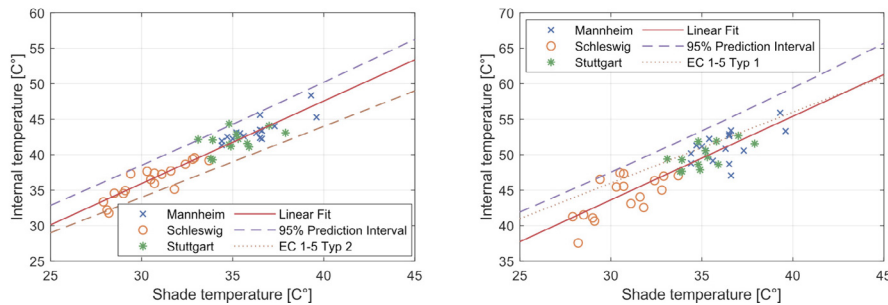 60
55
50
45
40
35
30
25
Internal temperature [C°]
Mannheim Linear Fit
Schleswig 95% Prediction Interval
Stuttgart EC 1-5 Typ 2
25 30 35 40 45
Shade temperature [C°]
70
65
60
55
50
45
40
35
Internal temperature [C°]
Mannheim Linear Fit
Schleswig 95% Prediction Interval
Stuttgart EC 1-5 Typ 1
25 30 35 40 45
Shade temperature [C°]